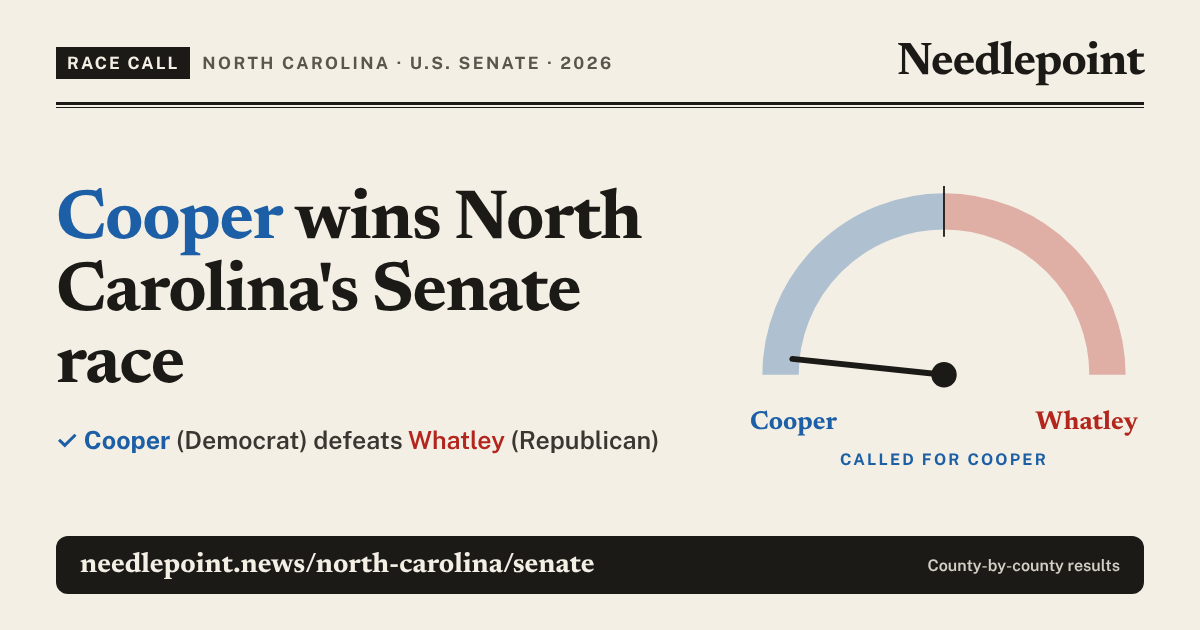 RACE CALL NORTH CAROLINA · U.S. SENATE · 2026
Needlepoint
Cooper wins North
Carolina's Senate
race
✓ Cooper (Democrat) defeats Whatley (Republican)
Cooper
Whatley
CALLED FOR COOPER
needlepoint.news/north-carolina/senate
County-by-county results